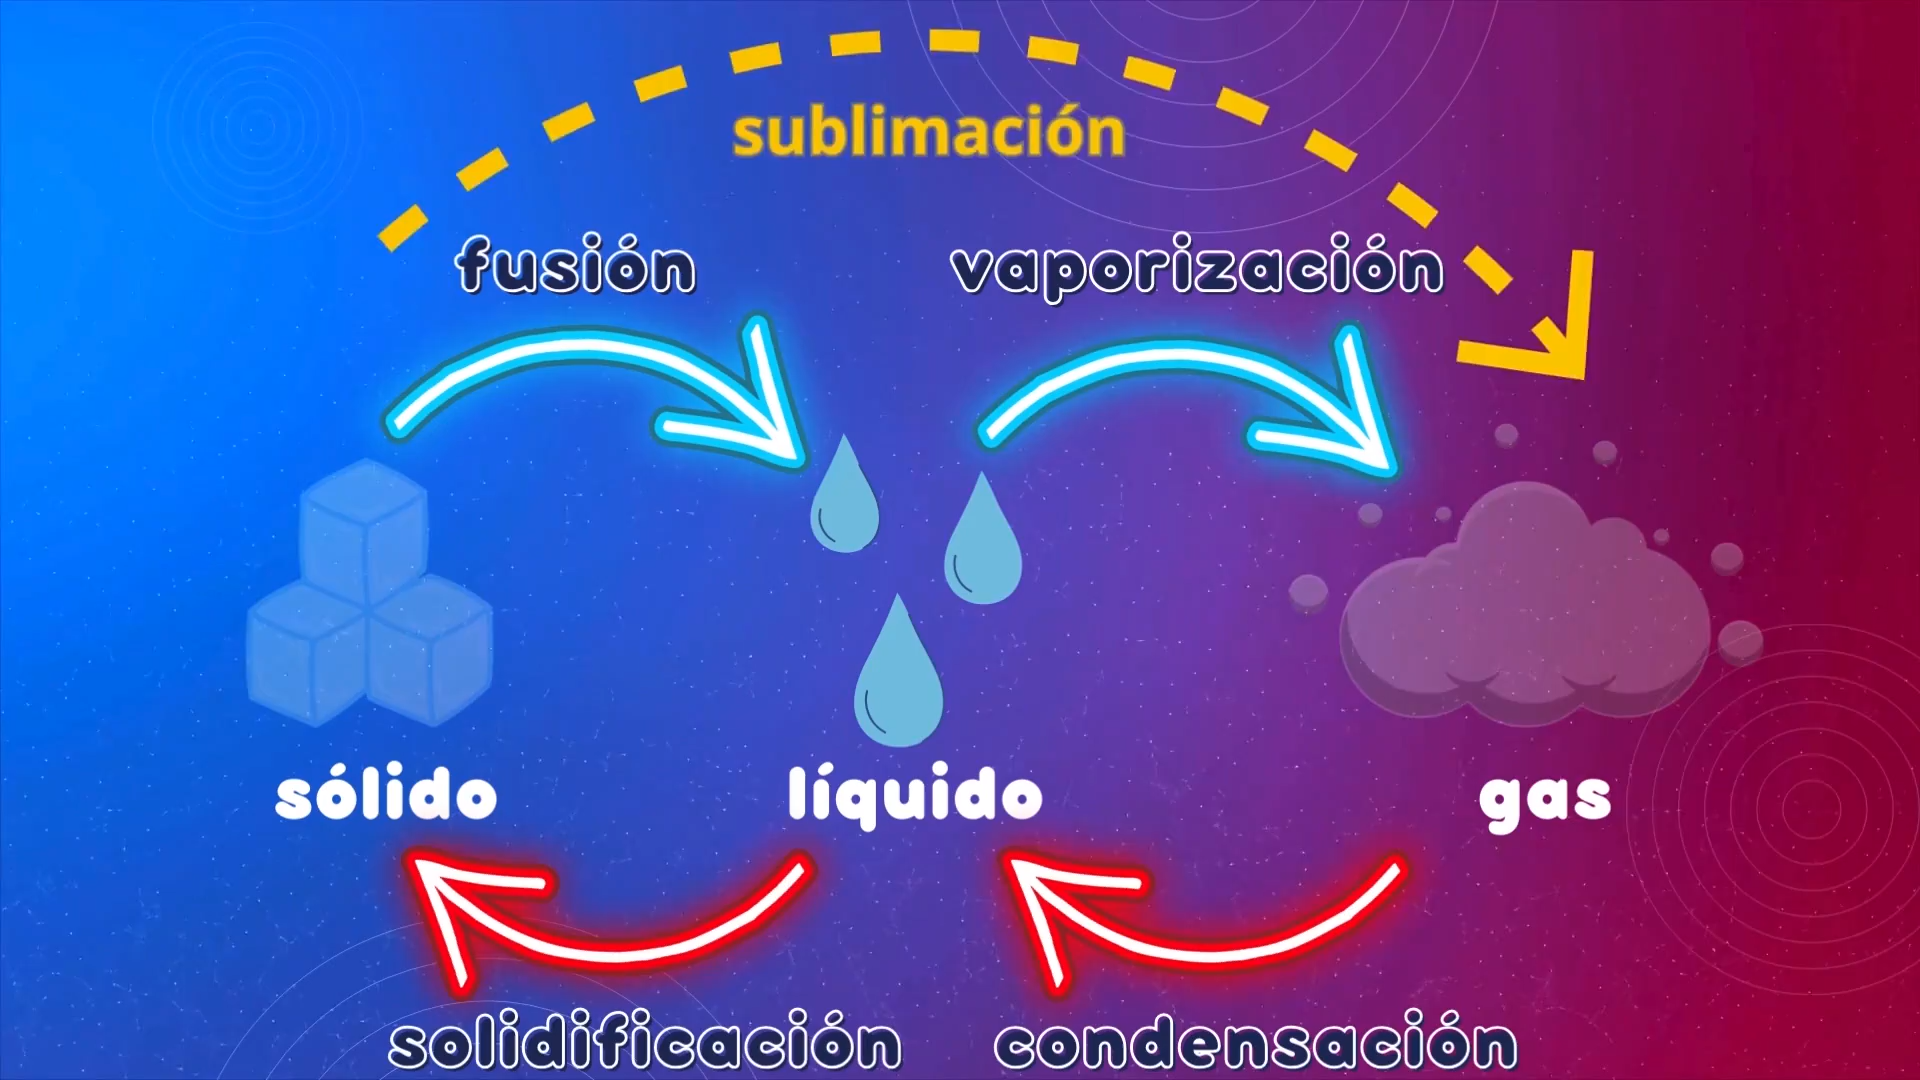 sublimación
fusión
vaporización
sólido
líquido
gas
solidificación
condensación